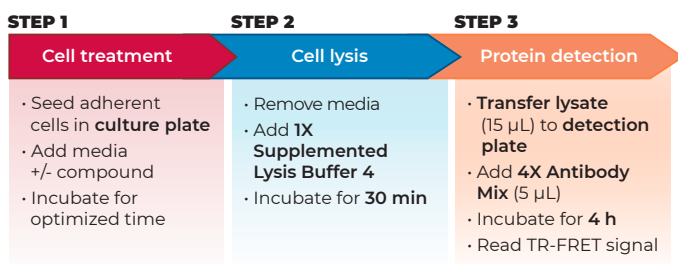 STEP 1
Cell treatment
· Seed adherent
cells in culture plate
· Add media
+/- compound
· Incubate for
optimized time
STEP 2
Cell lysis
· Remove media
· Add 1X
Supplemented
Lysis Buffer 4
· Incubate for 30 min
STEP 3
Protein detection
· Transfer lysate
(15 µL) to detection
plate
· Add 4X Antibody
Mix (5 µL)
· Incubate for 4 h
· Read TR-FRET signal